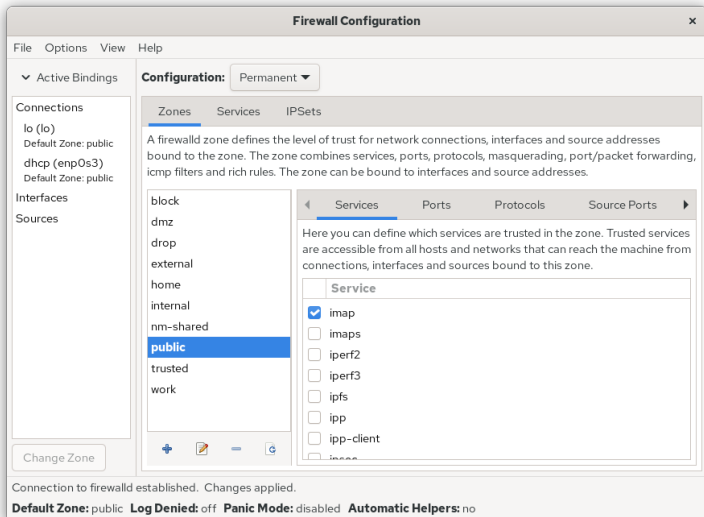 Firewall Configuration
File Options View Help
Active Bindings
Configuration: Permanent
Connections
lo (lo)
Default Zone: public
dhcp (enp0s3)
Default Zone: public
Interfaces
Sources
Change Zone
Zones Services IPSets
A firewalld zone defines the level of trust for network connections, interfaces and source addresses
bound to the zone. The zone combines services, ports, protocols, masquerading, port/packet forwarding,
icmp filters and rich rules. The zone can be bound to interfaces and source addresses.
block
dmz
drop
external
home
internal
nm-shared
public
trusted
work
Services Ports Protocols Source Ports
Here you can define which services are trusted in the zone. Trusted services
are accessible from all hosts and networks that can reach the machine from
connections, interfaces and sources bound to this zone.
Service
imap
imaps
iperf2
iperf3
ipfs
ipp
ipp-client
ipsec
Connection to firewalld established. Changes applied.
Default Zone: public Log Denied: off Panic Mode: disabled Automatic Helpers: no